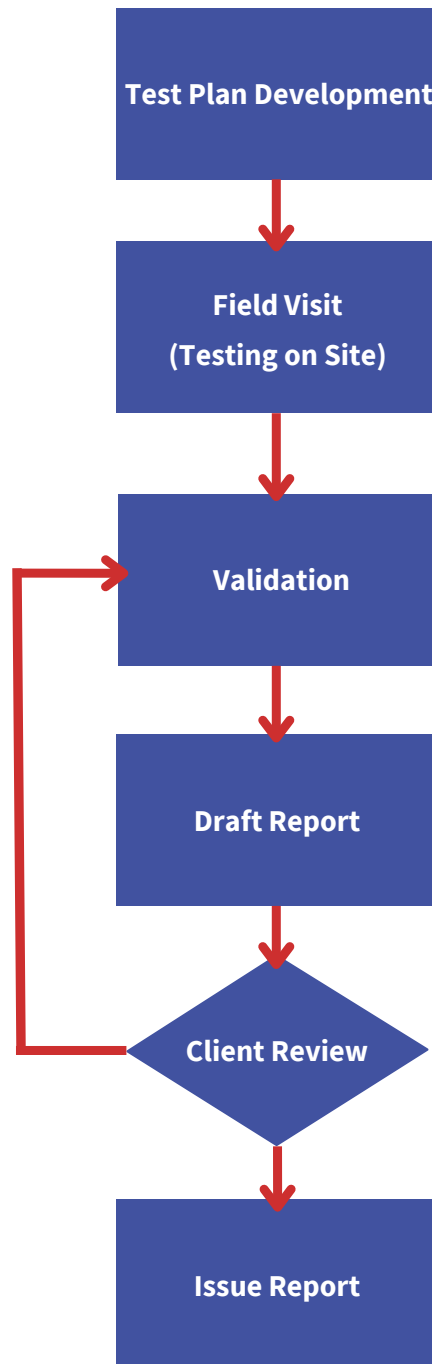 Test Plan Development
Field Visit
(Testing on Site)
Validation
Draft Report
Client Review
Issue Report